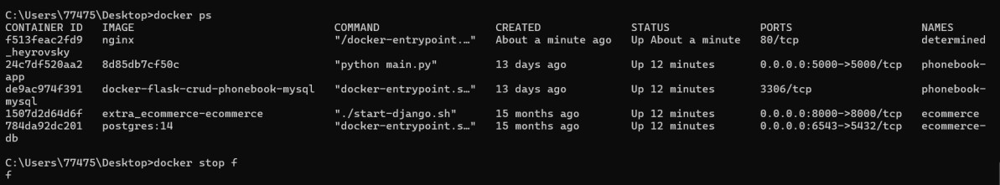 C:\Users\77475\Desktop>docker ps
CONTAINER ID   IMAGE                               COMMAND                  CREATED              STATUS              PORTS                    NAMES
f513feac2fd9   nginx                               "/docker-entrypoint.…"   About a minute ago   Up About a minute   80/tcp                   determined
_heyrovsky
24c7df520aa2   8d85db7cf50c                        "python main.py"         13 days ago          Up 12 minutes       0.0.0.0:5000->5000/tcp   phonebook-
app
de9ac974f391   docker-flask-crud-phonebook-mysql   "docker-entrypoint.s…"   13 days ago          Up 12 minutes       3306/tcp                 phonebook-
mysql
1507d2d64d6f   extra_ecommerce-ecommerce           "./start-django.sh"      15 months ago        Up 12 minutes       0.0.0.0:8000->8000/tcp   ecommerce
784da92dc201   postgres:14                         "docker-entrypoint.s…"   15 months ago        Up 12 minutes       0.0.0.0:6543->5432/tcp   ecommerce-
db
C:\Users\77475\Desktop>docker stop f
f